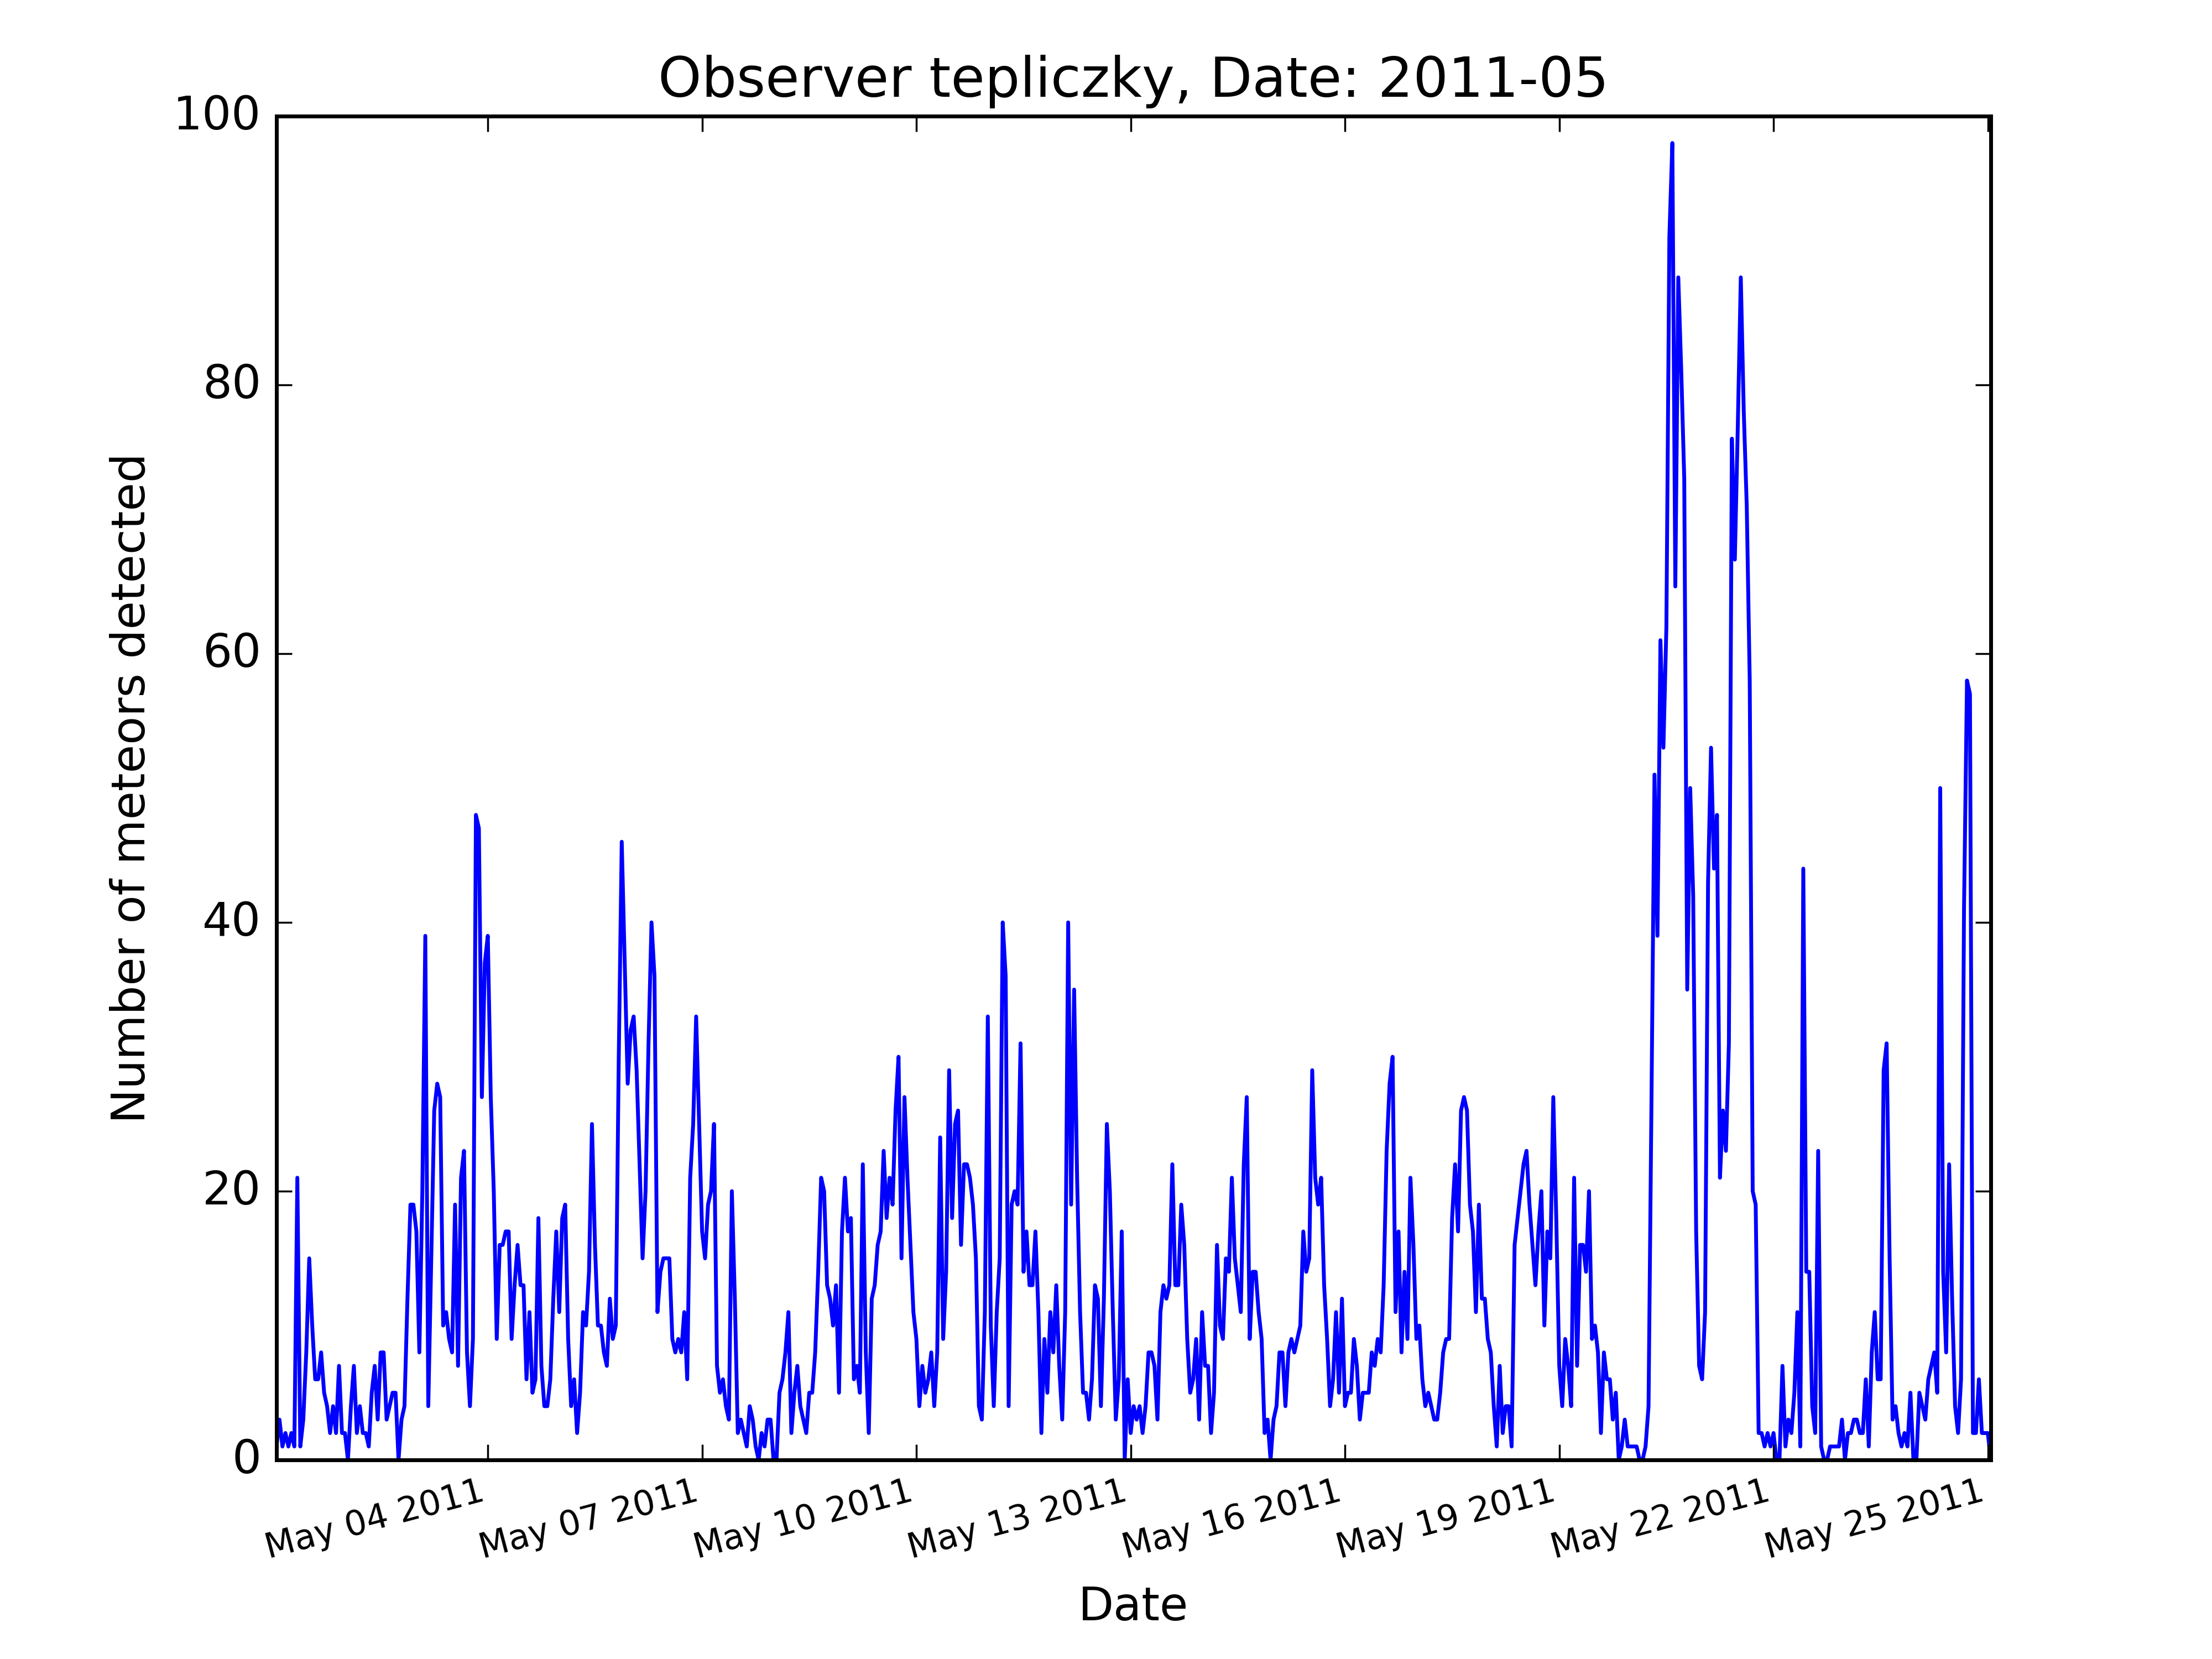 Observer tepliczky, Date: 2011-05
100
80
60
40
20
0
Number of meteors detected
May 04 2011
May 07 2011
May 10 2011
May 13 2011
May 16 2011
May 19 2011
May 22 2011
May 25 2011
Date